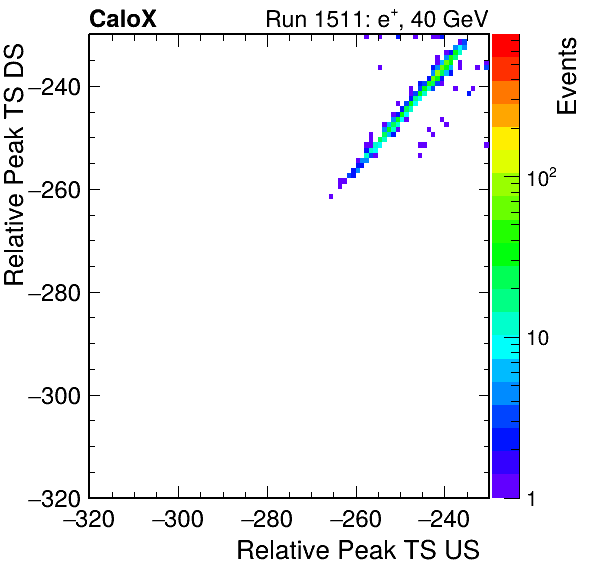 CaloX Run 1511: e⁺, 40 GeV
Relative Peak TS DS
−240
−260
−280
−300
−320
−320 −300 −280 −260 −240
Relative Peak TS US
Events
10²
10
1